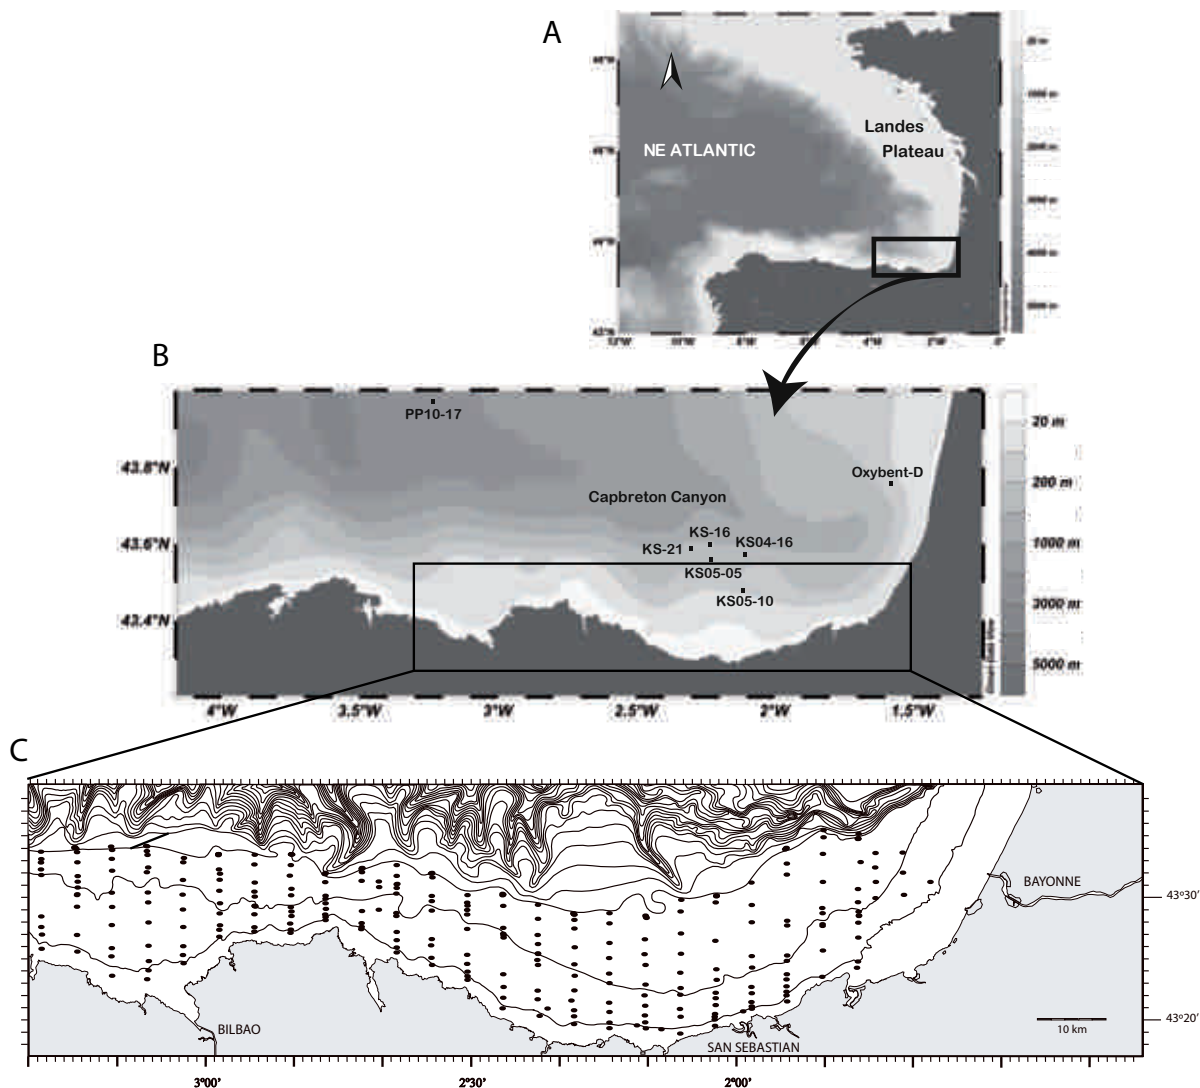 A
Landes
Plateau
NE ATLANTIC
B
PP10-17
20 m
43.8°N
Oxybent-D
200 m
Capbreton Canyon
KS-16
KS-21
KS04-16
43.6°N
1000 m
KS05-05
KS05-10
3000 m
43.4°N
5000 m
4°W
3.5°W
3°W
2.5°W
2°W
1.5°W
C
BAYONNE
43°30'
BILBAO
SAN SEBASTIAN
10 km
43°20'
3°00'
2°30'
2°00'